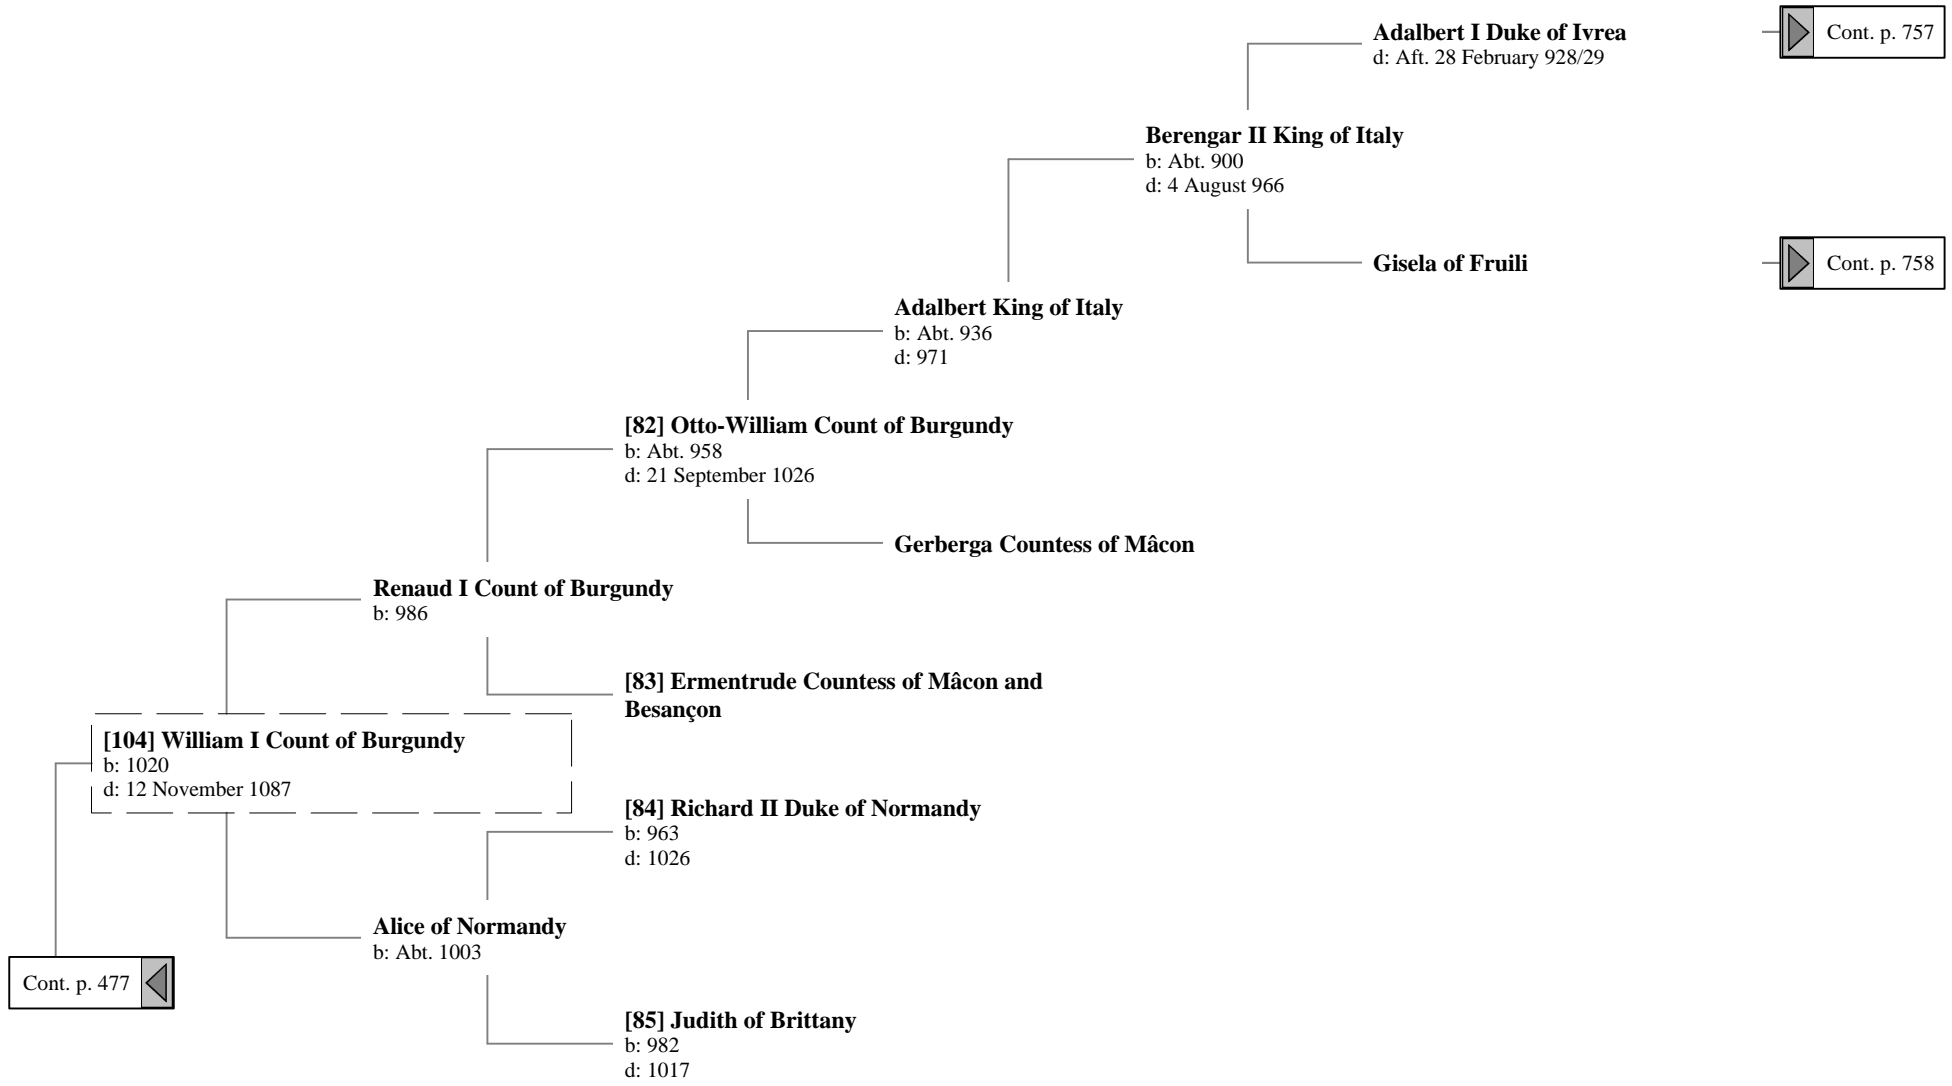 Adalbert I Duke of Ivrea
d: Aft. 28 February 928/29
Cont. p. 757
Berengar II King of Italy
b: Abt. 900
d: 4 August 966
Gisela of Fruili
Cont. p. 758
Adalbert King of Italy
b: Abt. 936
d: 971
[82] Otto-William Count of Burgundy
b: Abt. 958
d: 21 September 1026
Gerberga Countess of Mâcon
Renaud I Count of Burgundy
b: 986
[83] Ermentrude Countess of Mâcon and
Besançon
[104] William I Count of Burgundy
b: 1020
d: 12 November 1087
[84] Richard II Duke of Normandy
b: 963
d: 1026
Alice of Normandy
b: Abt. 1003
Cont. p. 477
[85] Judith of Brittany
b: 982
d: 1017